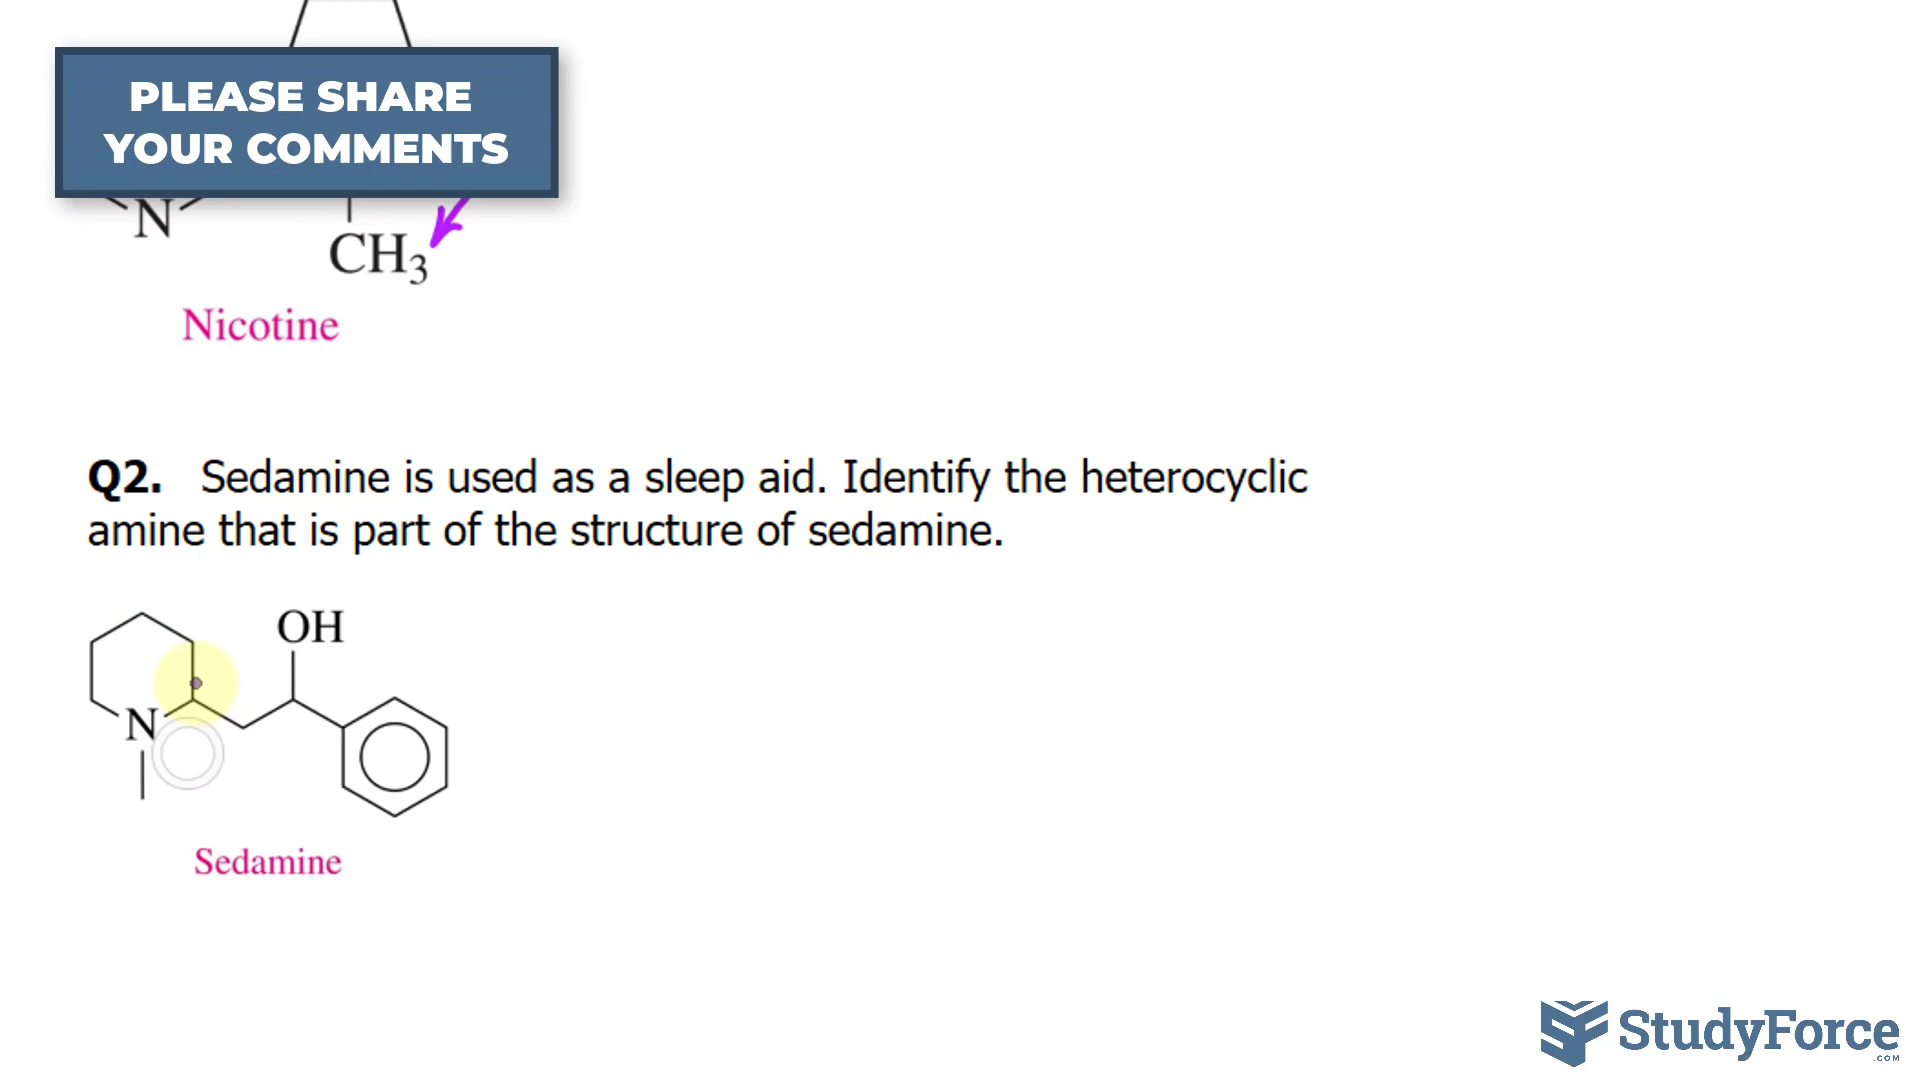 PLEASE SHARE
YOUR COMMENTS
N
CH3
Nicotine
Q2. Sedamine is used as a sleep aid. Identify the heterocyclic
amine that is part of the structure of sedamine.
OH
N
Sedamine
StudyForce
.COM